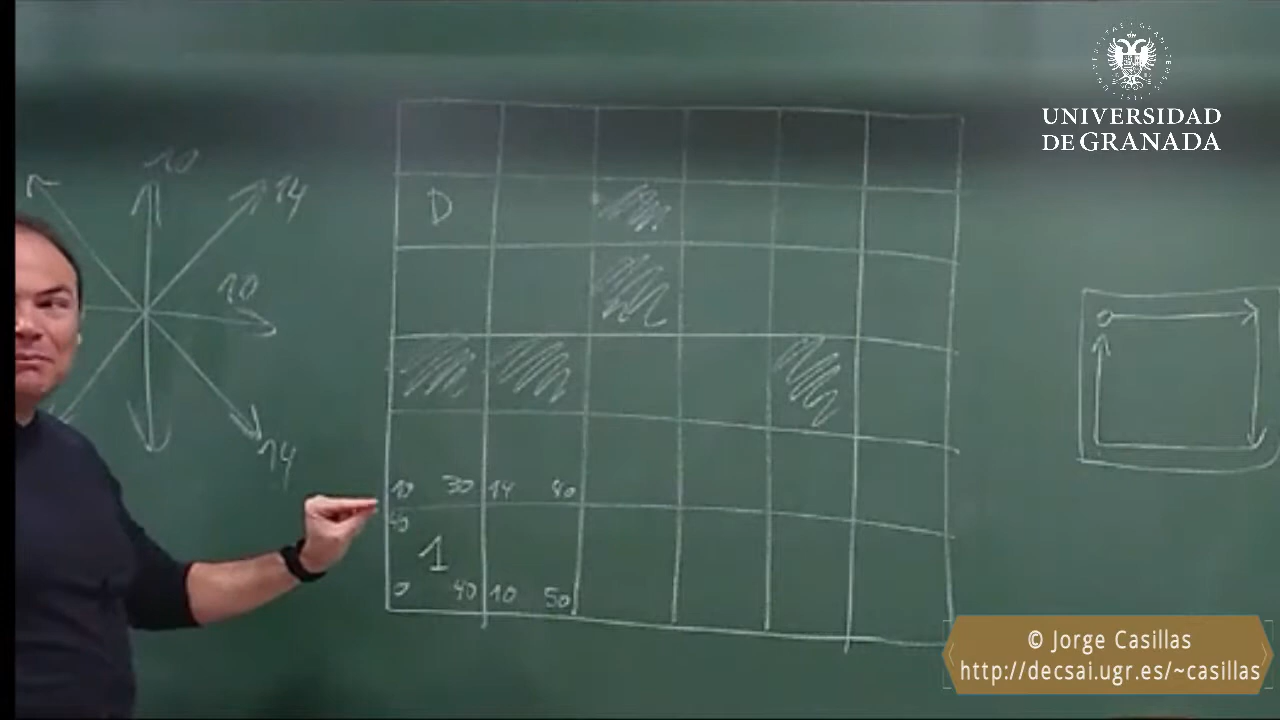 UNIVERSIDAD
DE GRANADA
10
14
10
14
D
10 30 14 40
40
1
0 40 10 50
© Jorge Casillas
http://decsai.ugr.es/~casillas